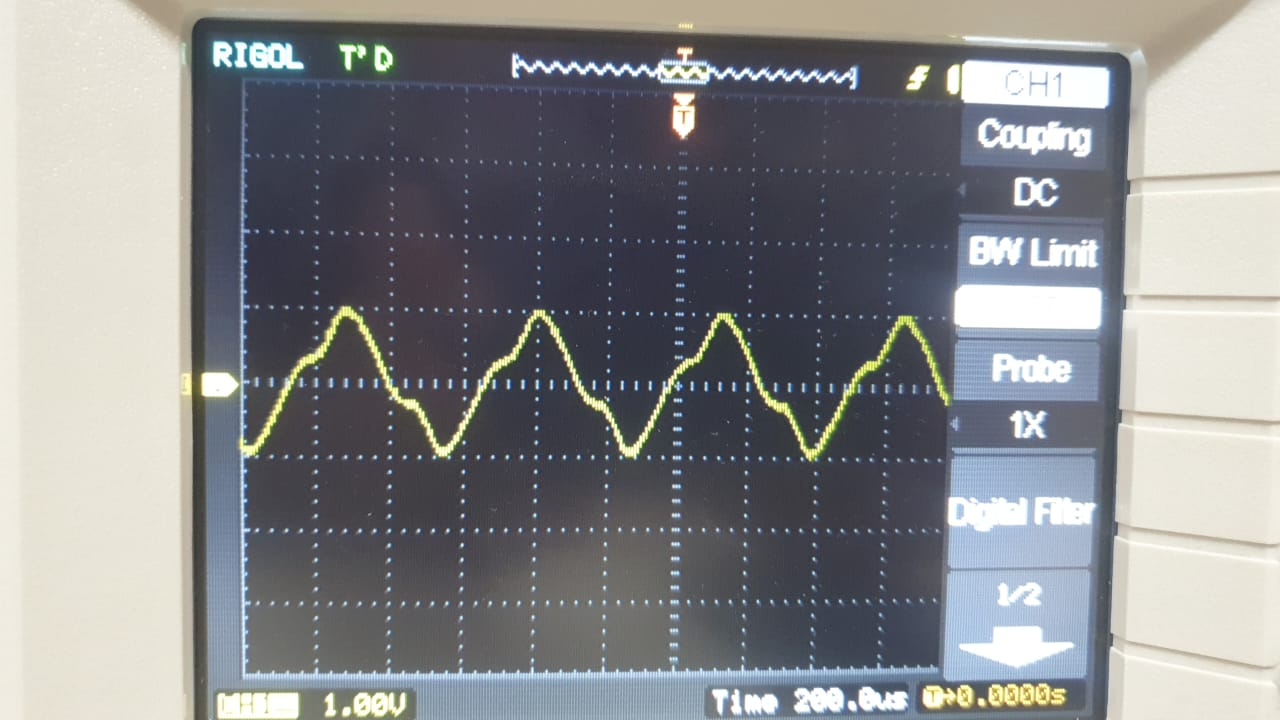 RIGOL T'D
T
T
CH1
Coupling
DC
BW Limit
Probe
1X
Digital Filter
1/2
1.00V Time 200.0us T→0.0000s